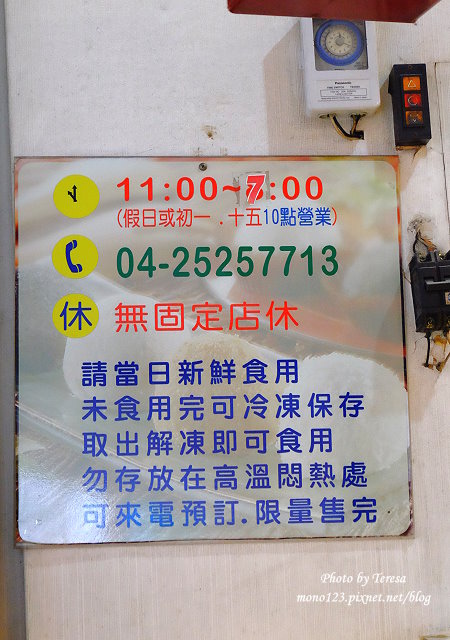 Panasonic
TIME SWITCH
11:00~7:00
(假日或初一 . 十五10點營業)
04-25257713
休 無固定店休
請當日新鮮食用
未食用完可冷凍保存
取出解凍即可食用
勿存放在高溫悶熱處
可來電預訂.限量售完
Photo by Teresa
mono123.pixnet.net/blog